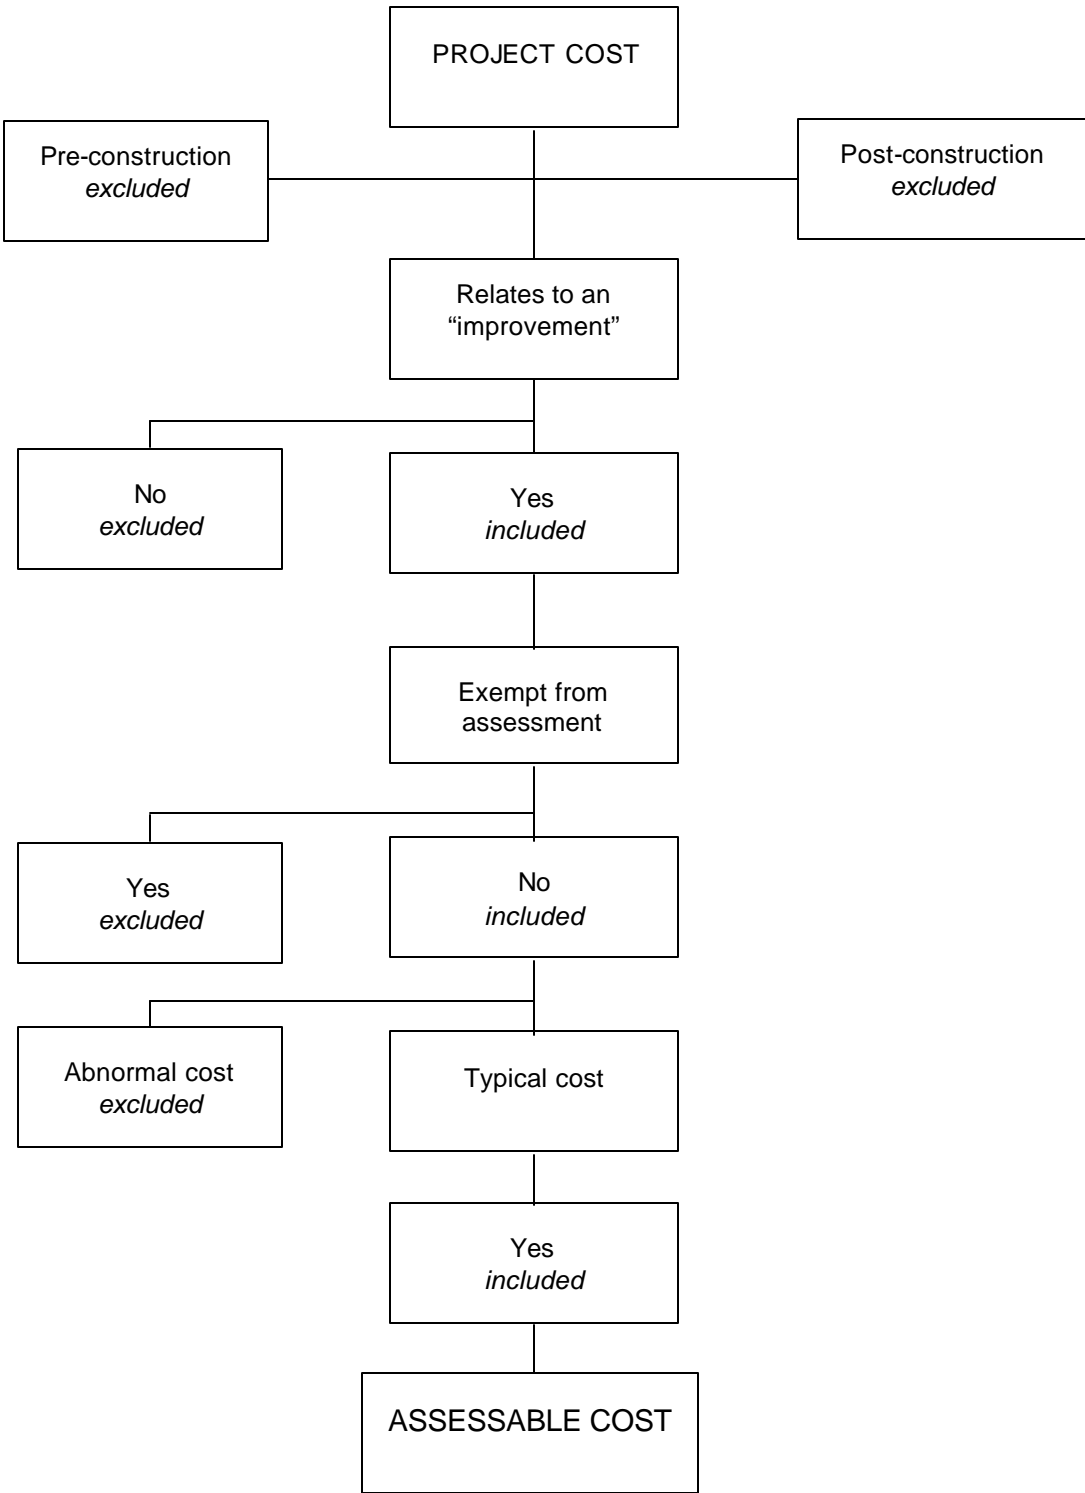 PROJECT COST
Pre-construction
excluded
Post-construction
excluded
Relates to an
“improvement”
No
excluded
Yes
included
Exempt from
assessment
Yes
excluded
No
included
Abnormal cost
excluded
Typical cost
Yes
included
ASSESSABLE COST